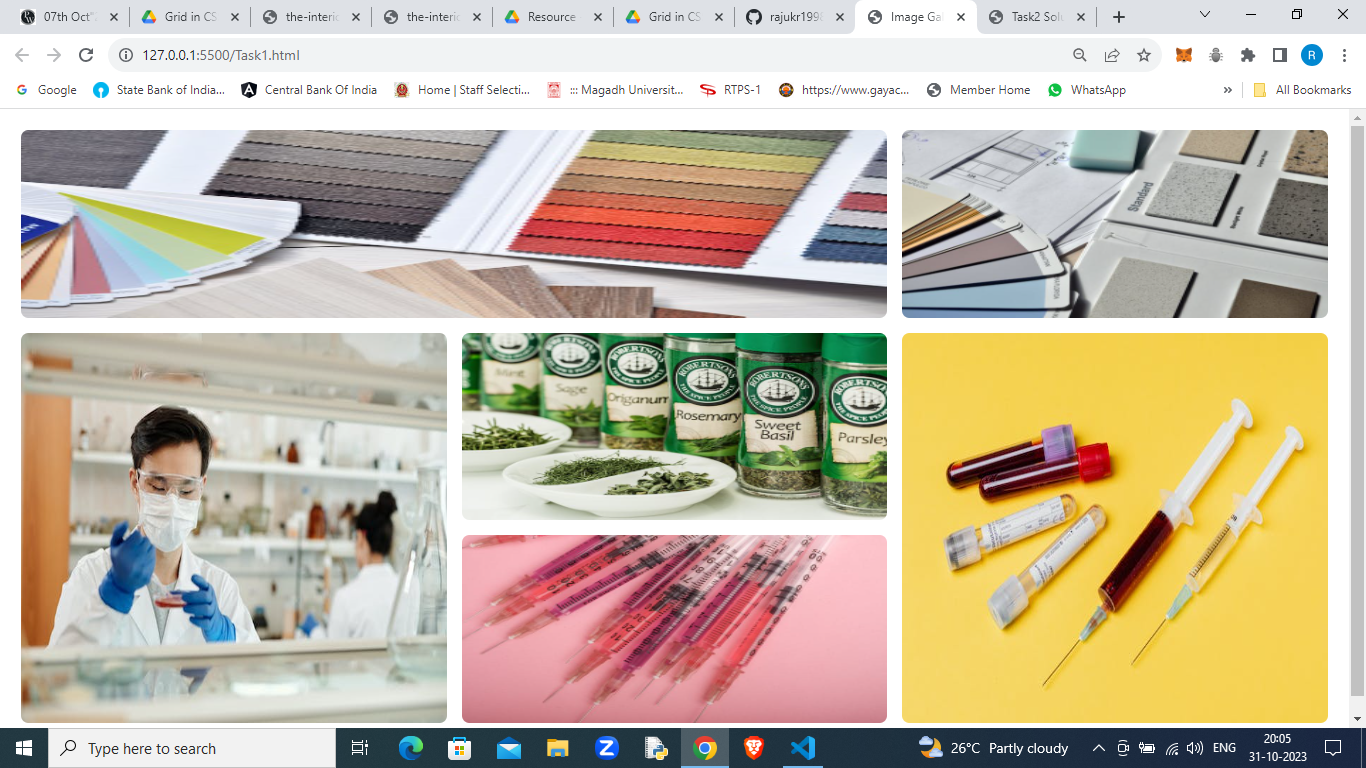 07th Oct"
Grid in CS
the-interio
the-interio
Resource
Grid in CS
rajukr199
Image Gal
Task2 Solu
127.0.0.1:5500/Task1.html
R
Google
State Bank of India...
Central Bank Of India
Home | Staff Selecti...
::: Magadh Universit...
RTPS-1
https://www.gayac...
Member Home
WhatsApp
»
All Bookmarks
Standard
Mint
Sage
Origanum
Rosemary
Sweet
Basil
Parsley
ROBERTSONS
THE SPICE PEOPLE
Type here to search
26°C Partly cloudy
ENG
20:05
31-10-2023